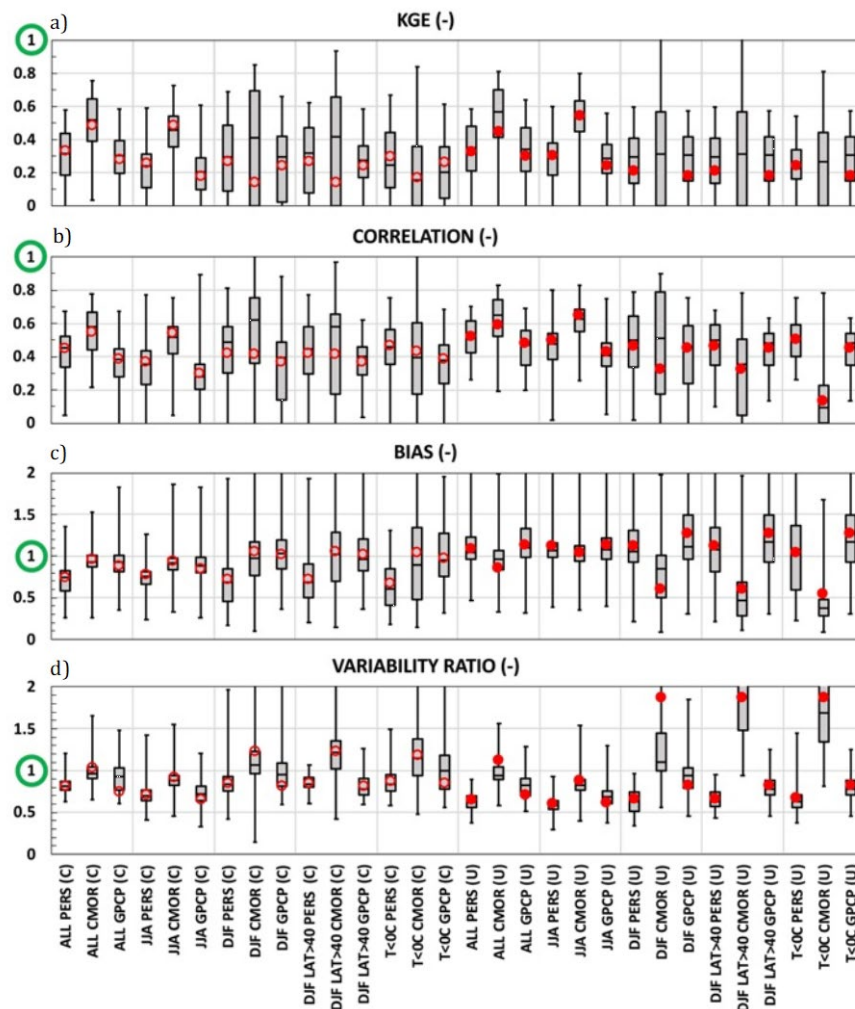 a) KGE (-)
1
0.8
0.6
0.4
0.2
0
b) CORRELATION (-)
1
0.8
0.6
0.4
0.2
0
c) BIAS (-)
2
1.5
1
0.5
0
d) VARIABILITY RATIO (-)
2
1.5
1
0.5
0
ALL PERS (C)
ALL CMOR (C)
ALL GPCP (C)
JJA PERS (C)
JJA CMOR (C)
JJA GPCP (C)
DJF PERS (C)
DJF CMOR (C)
DJF GPCP (C)
DJF LAT>40 PERS (C)
DJF LAT>40 CMOR (C)
DJF LAT>40 GPCP (C)
T<0C PERS (C)
T<0C CMOR (C)
T<0C GPCP (C)
ALL PERS (U)
ALL CMOR (U)
ALL GPCP (U)
JJA PERS (U)
JJA CMOR (U)
JJA GPCP (U)
DJF PERS (U)
DJF CMOR (U)
DJF GPCP (U)
DJF LAT>40 PERS (U)
DJF LAT>40 CMOR (U)
DJF LAT>40 GPCP (U)
T<0C PERS (U)
T<0C CMOR (U)
T<0C GPCP (U)